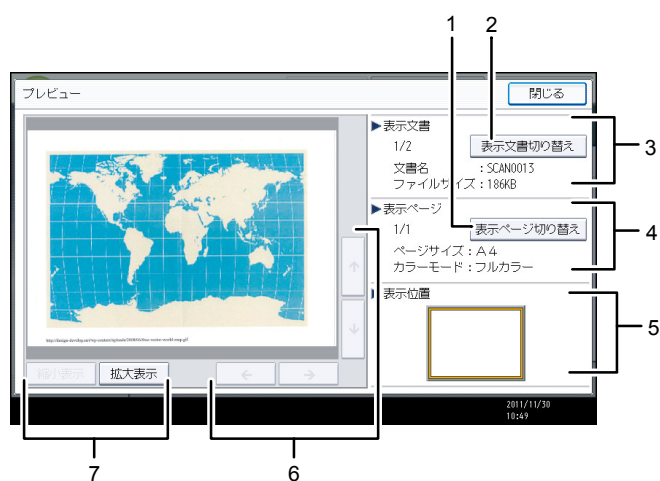 1
2
プレビュー
閉じる
▶表示文書
1/2
表示文書切り替え
3
文書名 : SCAN0013
ファイルサイズ : 186KB
▶表示ページ
1/1
表示ページ切り替え
4
ページサイズ : A4
カラーモード : フルカラー
表示位置
5
縮小表示
拡大表示
←
→
↑
↓
2011/11/30
10:49
7
6